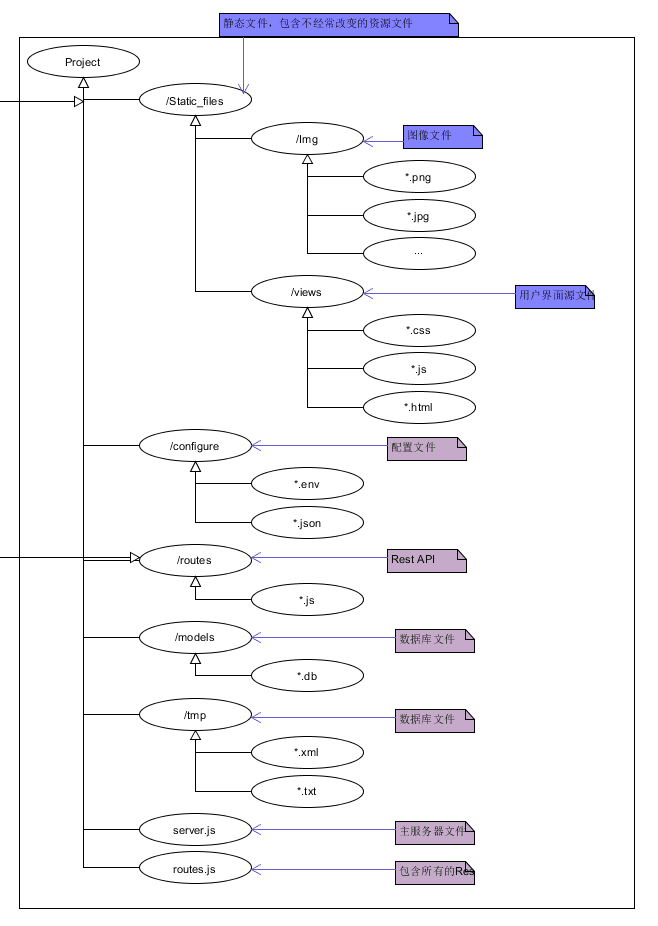 静态文件，包含不经常改变的资源文件
Project
/Static_files
/Img
图像文件
*.png
*.jpg
...
/views
用户界面源文件
*.css
*.js
*.html
/configure
配置文件
*.env
*.json
/routes
Rest API
*.js
/models
数据库文件
*.db
/tmp
数据库文件
*.xml
*.txt
server.js
主服务器文件
routes.js
包含所有的Res